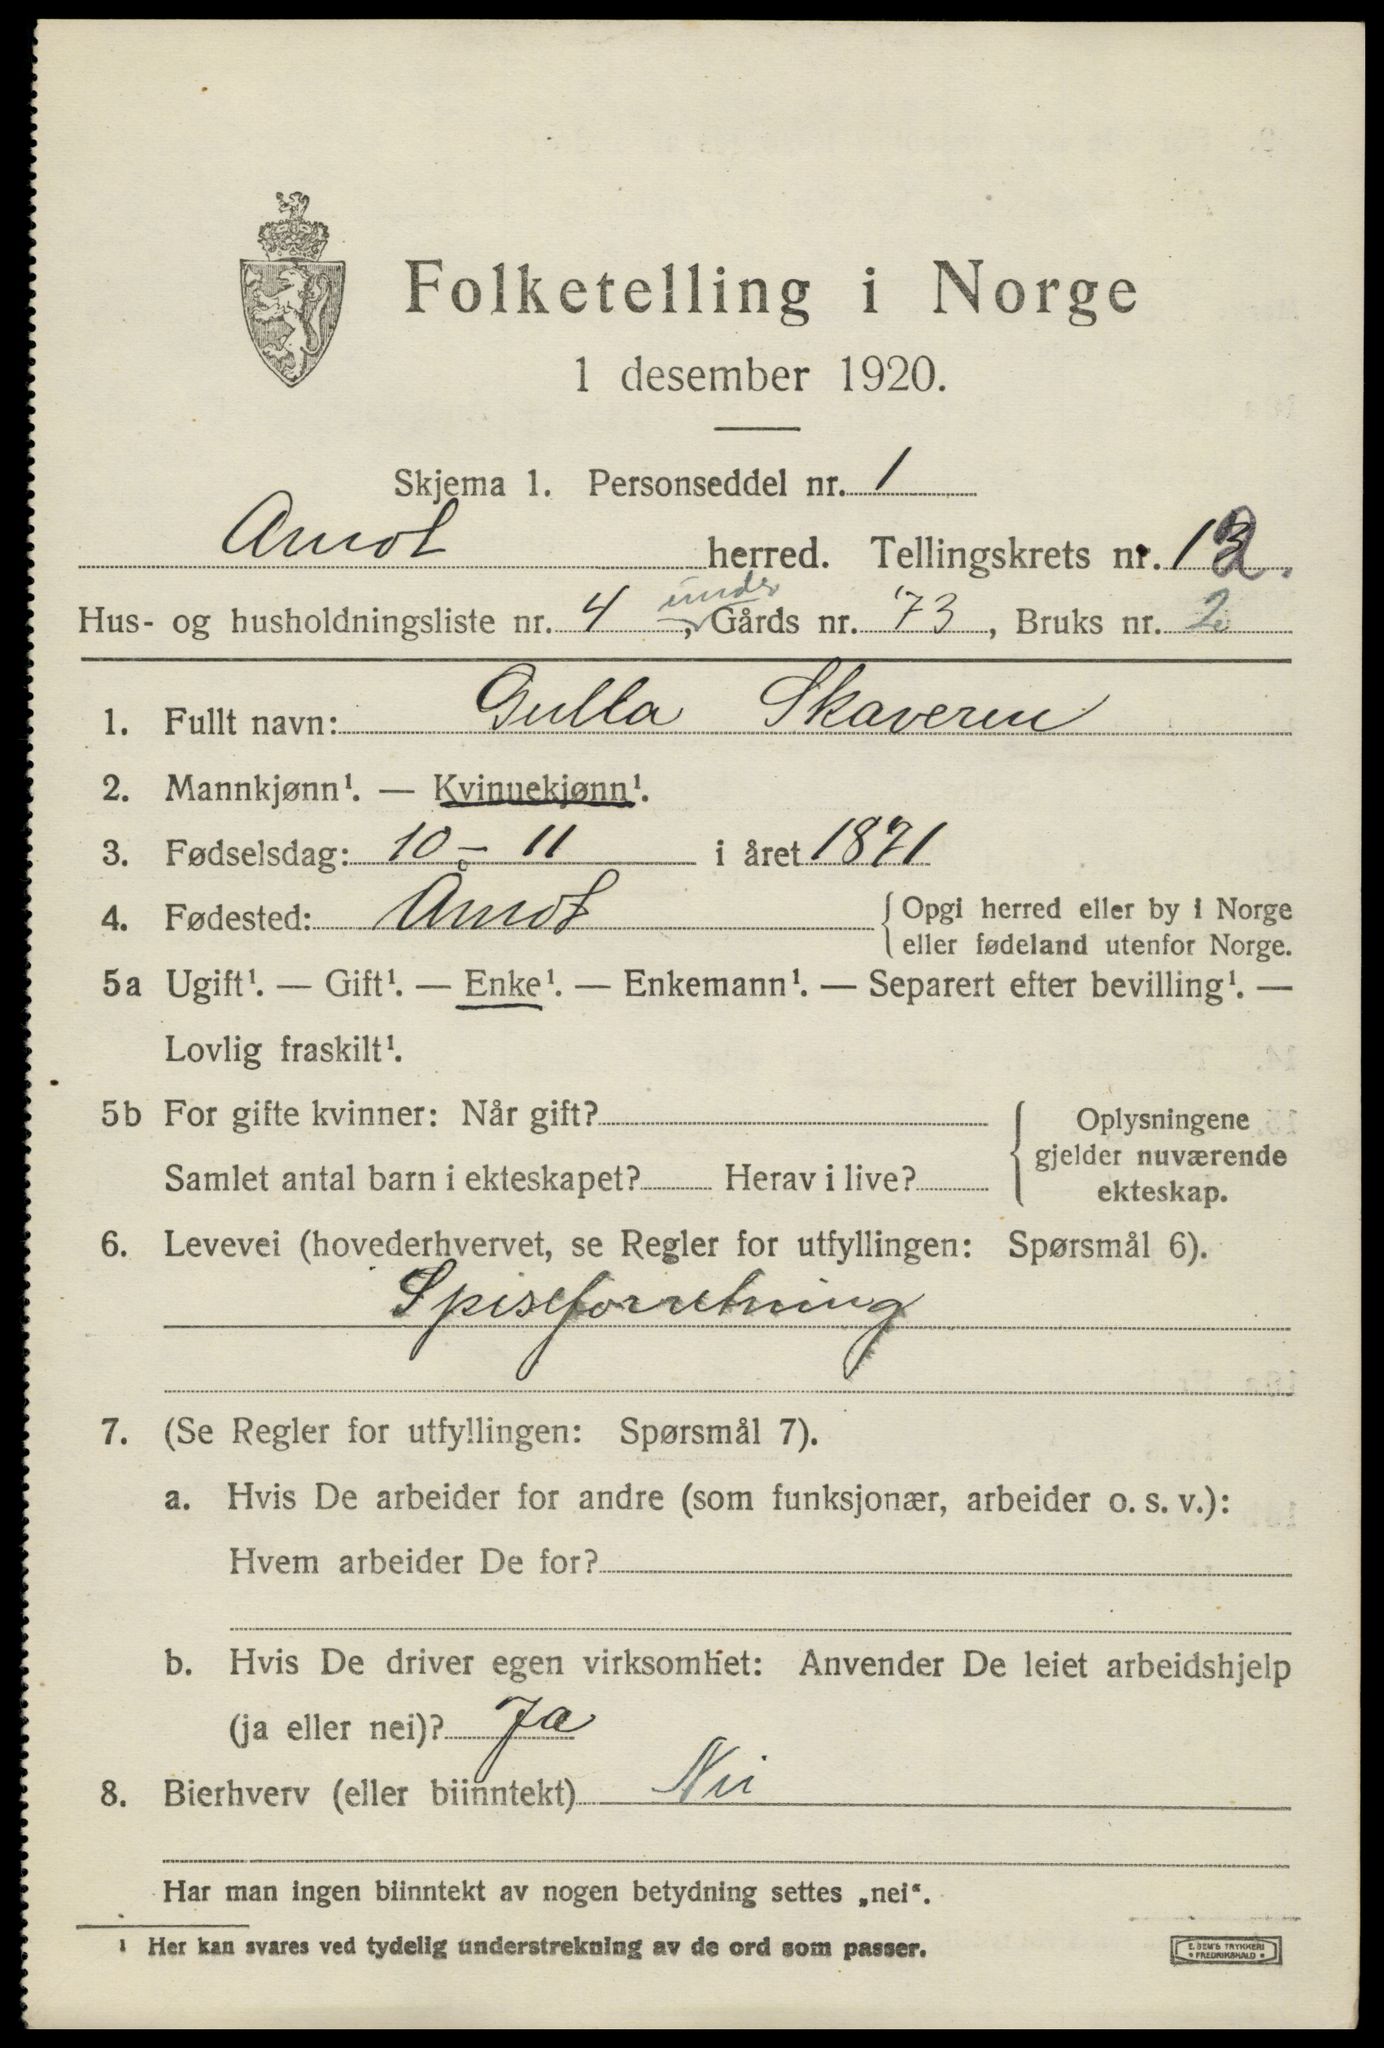 Folketelling i Norge
1 desember 1920.
Skjema 1. Personseddel nr. 1
Amot herred. Tellingskrets nr. 12.
under
Hus- og husholdningsliste nr. 4, Gårds nr. 73, Bruks nr. 2
1. Fullt navn: Gulla Skaveren
2. Mannkjønn¹. — Kvinnekjønn¹.
3. Fødselsdag: 10 – 11 i året 1871
4. Fødested: Åmot { Opgi herred eller by i Norge
eller fødeland utenfor Norge.
5a Ugift¹. — Gift¹. — Enke¹. — Enkemann¹. — Separert efter bevilling¹. —
Lovlig fraskilt¹.
5b For gifte kvinner: Når gift? { Oplysningene
gjelder nuværende
Samlet antal barn i ekteskapet? Herav i live?
ekteskap.
6. Levevei (hovederhvervet, se Regler for utfyllingen: Spørsmål 6).
Spiseforretning
7. (Se Regler for utfyllingen: Spørsmål 7).
a. Hvis De arbeider for andre (som funksjonær, arbeider o. s. v.):
Hvem arbeider De for?
b. Hvis De driver egen virksomhet: Anvender De leiet arbeidshjelp
(ja eller nei)? Ja
8. Bierhverv (eller biinntekt) Nei
Har man ingen biinntekt av nogen betydning settes „nei“.
¹ Her kan svares ved tydelig understrekning av de ord som passer.
E. SEM'S TRYKKERI
• FREDRIKSHALD •